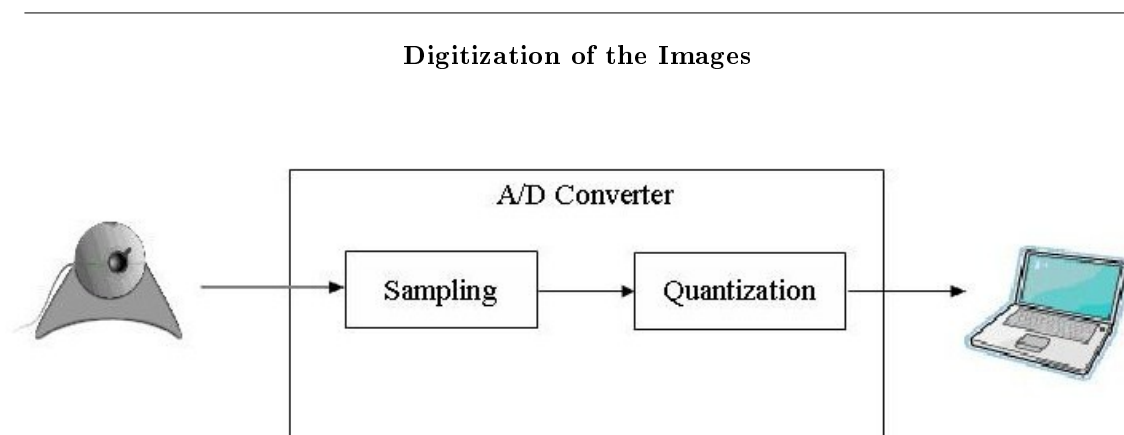 Digitization of the Images
A/D Converter
Sampling
Quantization